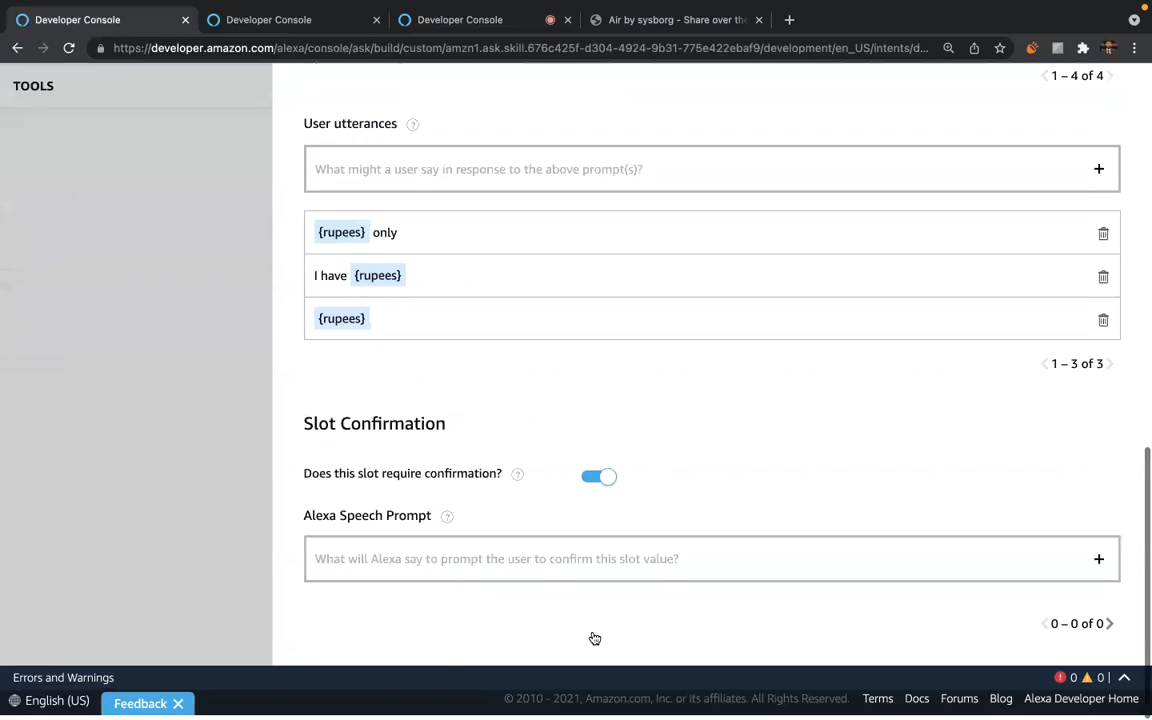 Developer Console
Developer Console
Developer Console
Air by sysborg - Share over the
https://developer.amazon.com/alexa/console/ask/build/custom/amzn1.ask.skill.676c425f-d304-4924-9b31-775e422ebaf9/development/en_US/intents/d...
TOOLS
1 – 4 of 4
User utterances ?
What might a user say in response to the above prompt(s)?
{rupees} only
I have {rupees}
{rupees}
1 – 3 of 3
Slot Confirmation
Does this slot require confirmation? ?
Alexa Speech Prompt ?
What will Alexa say to prompt the user to confirm this slot value?
0 – 0 of 0
Errors and Warnings
0 0 |
English (US)
Feedback
© 2010 - 2021, Amazon.com, Inc. or its affiliates. All Rights Reserved.
Terms Docs Forums Blog Alexa Developer Home